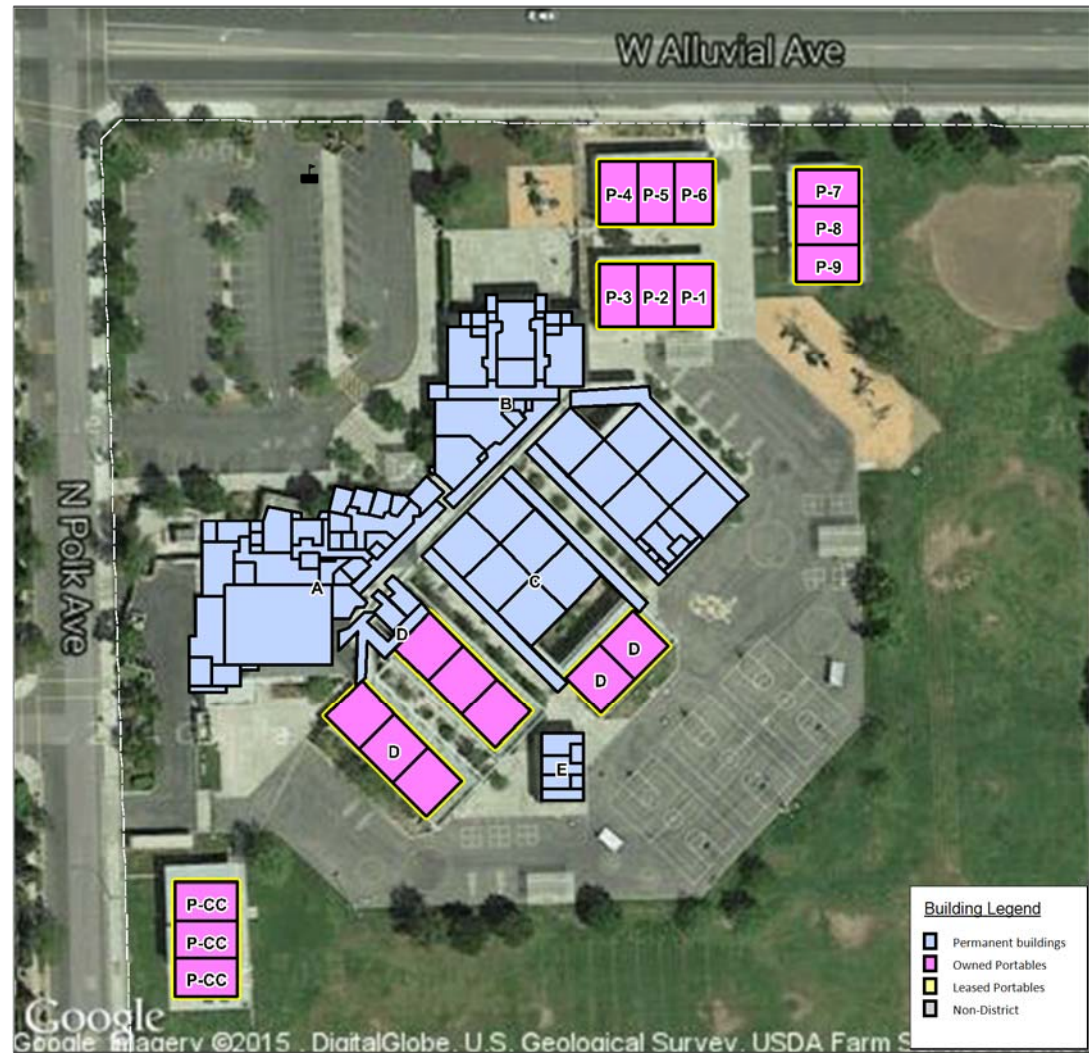 W Alluvial Ave
P-4 P-5 P-6
P-7
P-8
P-9
P-3 P-2 P-1
B
N Polk Ave
A
C
D
D
D
D
E
P-CC
P-CC
P-CC
Building Legend
Permanent buildings
Owned Portables
Leased Portables
Non-District
Google
Google Imagery ©2015 , DigitalGlobe, U.S. Geological Survey, USDA Farm S